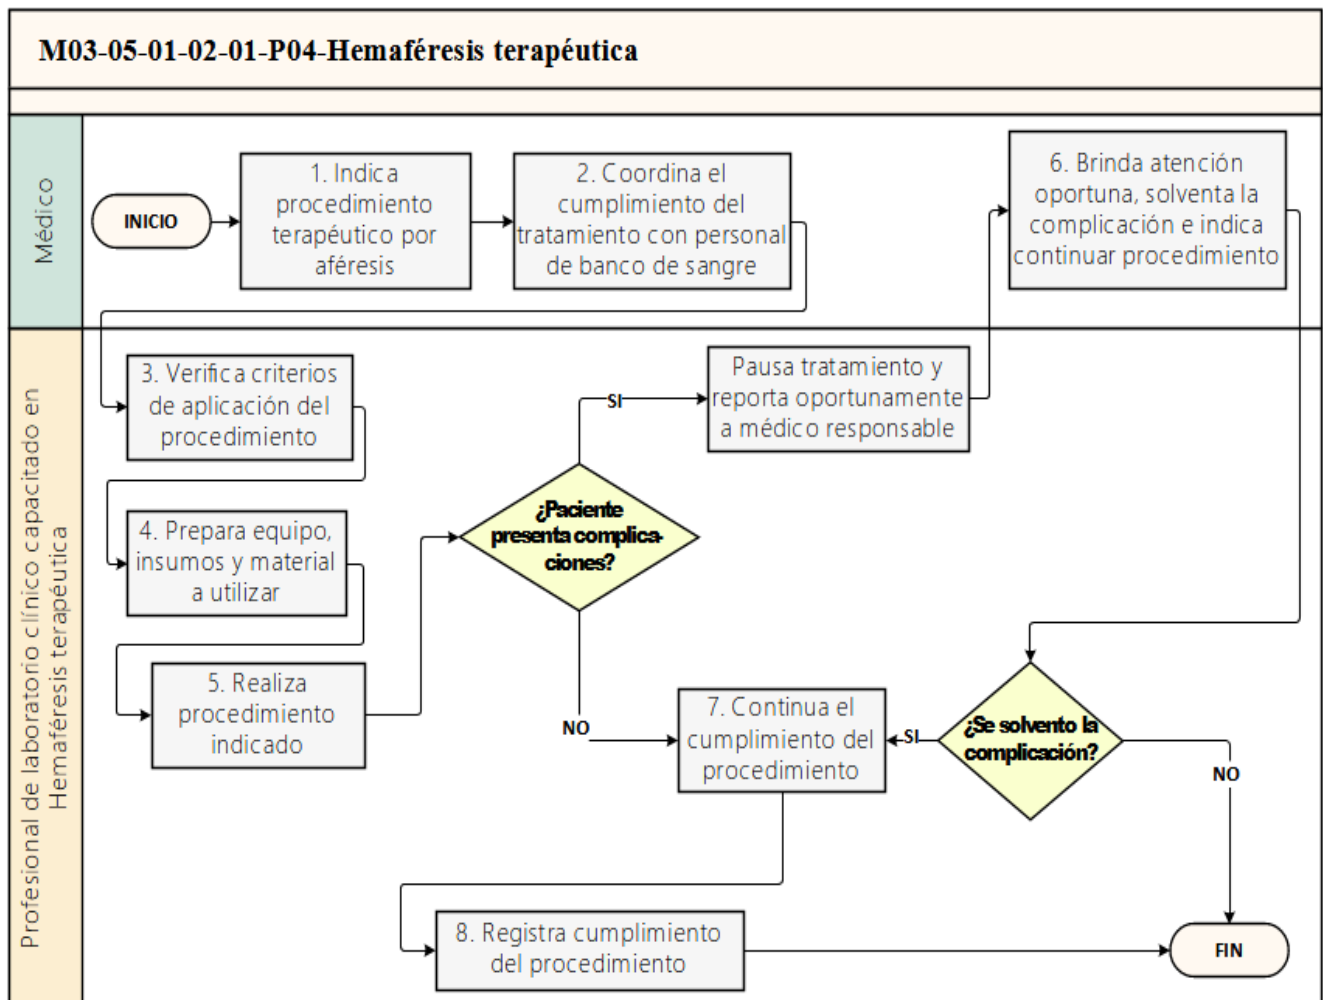 M03-05-01-02-01-P04-Hemaféresis terapéutica
Médico
INICIO
1. Indica
procedimiento
terapéutico por
aféresis
2. Coordina el
cumplimiento del
tratamiento con personal
de banco de sangre
6. Brinda atención
oportuna, solventa la
complicación e indica
continuar procedimiento
Profesional de laboratorio clínico capacitado en
Hemaféresis terapéutica
3. Verifica criterios
de aplicación del
procedimiento
SI
Pausa tratamiento y
reporta oportunamente
a médico responsable
4. Prepara equipo,
insumos y material
a utilizar
¿Paciente
presenta complica-
ciones?
5. Realiza
procedimiento
indicado
NO
7. Continua el
cumplimiento del
procedimiento
SI
¿Se solvento la
complicación?
NO
8. Registra cumplimiento
del procedimiento
FIN